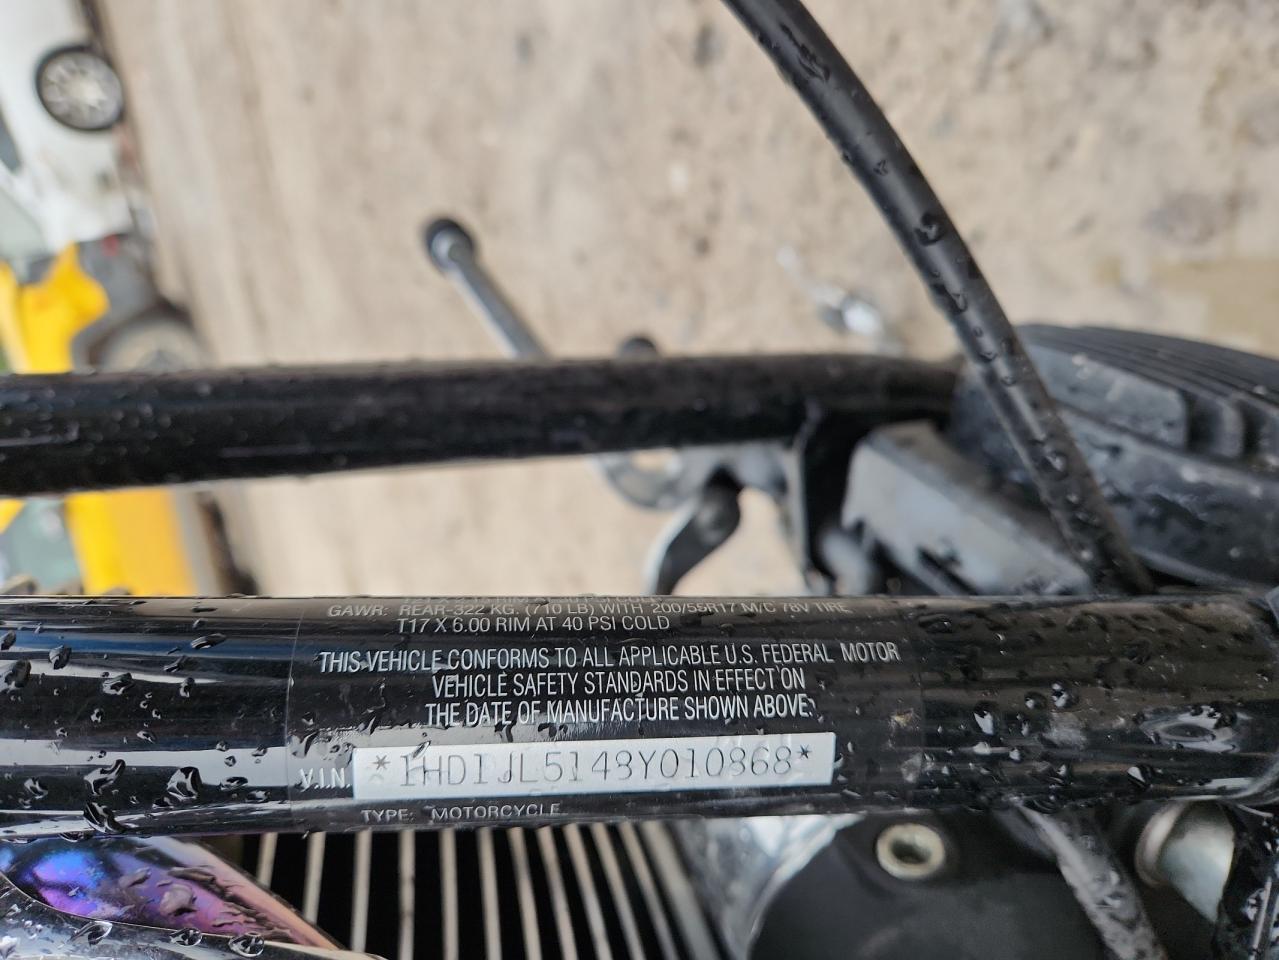 GAWR: REAR-322 KG. (710 LB) WITH 200/55R17 M/C 78V TIRE
T17 X 6.00 RIM AT 40 PSI COLD
THIS VEHICLE CONFORMS TO ALL APPLICABLE U.S. FEDERAL MOTOR
VEHICLE SAFETY STANDARDS IN EFFECT ON
THE DATE OF MANUFACTURE SHOWN ABOVE.
V.I.N. *1HD1JL5148Y010868*
TYPE: MOTORCYCLE